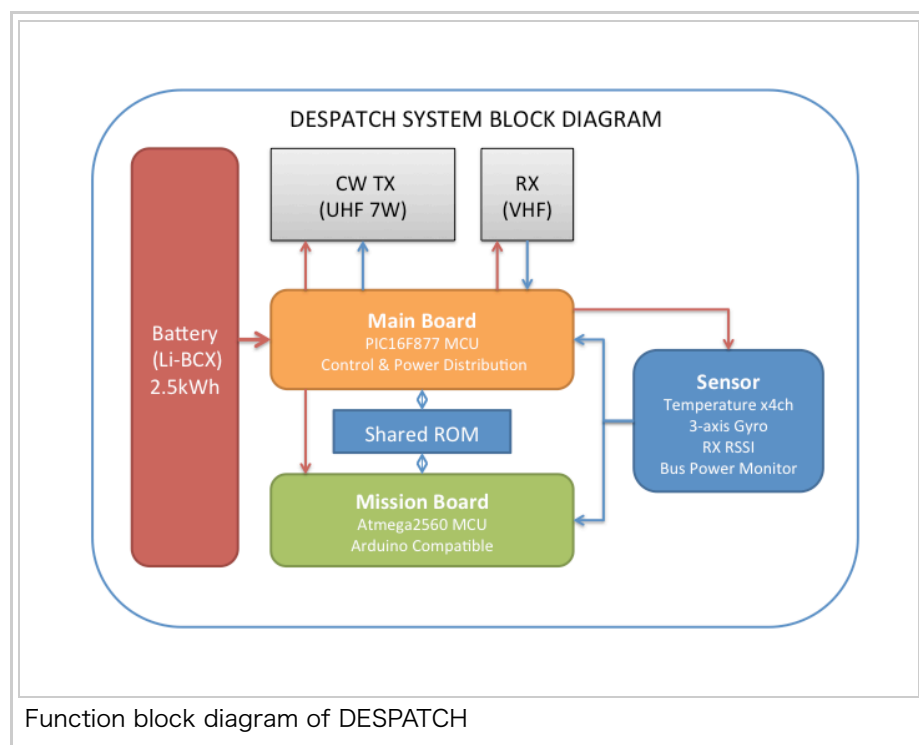 DESPATCH SYSTEM BLOCK DIAGRAM
CW TX
(UHF 7W)
RX
(VHF)
Battery
(Li-BCX)
2.5kWh
Main Board
PIC16F877 MCU
Control & Power Distribution
Shared ROM
Mission Board
Atmega2560 MCU
Arduino Compatible
Sensor
Temperature x4ch
3-axis Gyro
RX RSSI
Bus Power Monitor
Function block diagram of DESPATCH